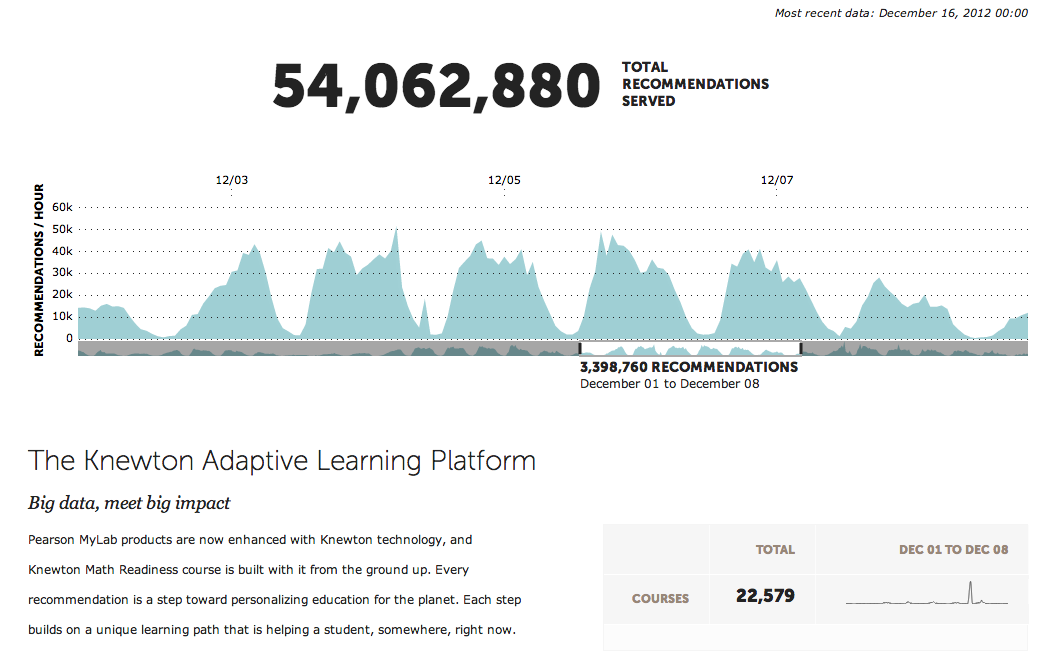 Most recent data: December 16, 2012 00:00
54,062,880
TOTAL
RECOMMENDATIONS
SERVED
12/03 12/05 12/07
RECOMMENDATIONS / HOUR
60k
50k
40k
30k
20k
10k
0
3,398,760 RECOMMENDATIONS
December 01 to December 08
The Knewton Adaptive Learning Platform
Big data, meet big impact
Pearson MyLab products are now enhanced with Knewton technology, and
Knewton Math Readiness course is built with it from the ground up. Every
recommendation is a step toward personalizing education for the planet. Each step
builds on a unique learning path that is helping a student, somewhere, right now.
TOTAL DEC 01 TO DEC 08
COURSES 22,579